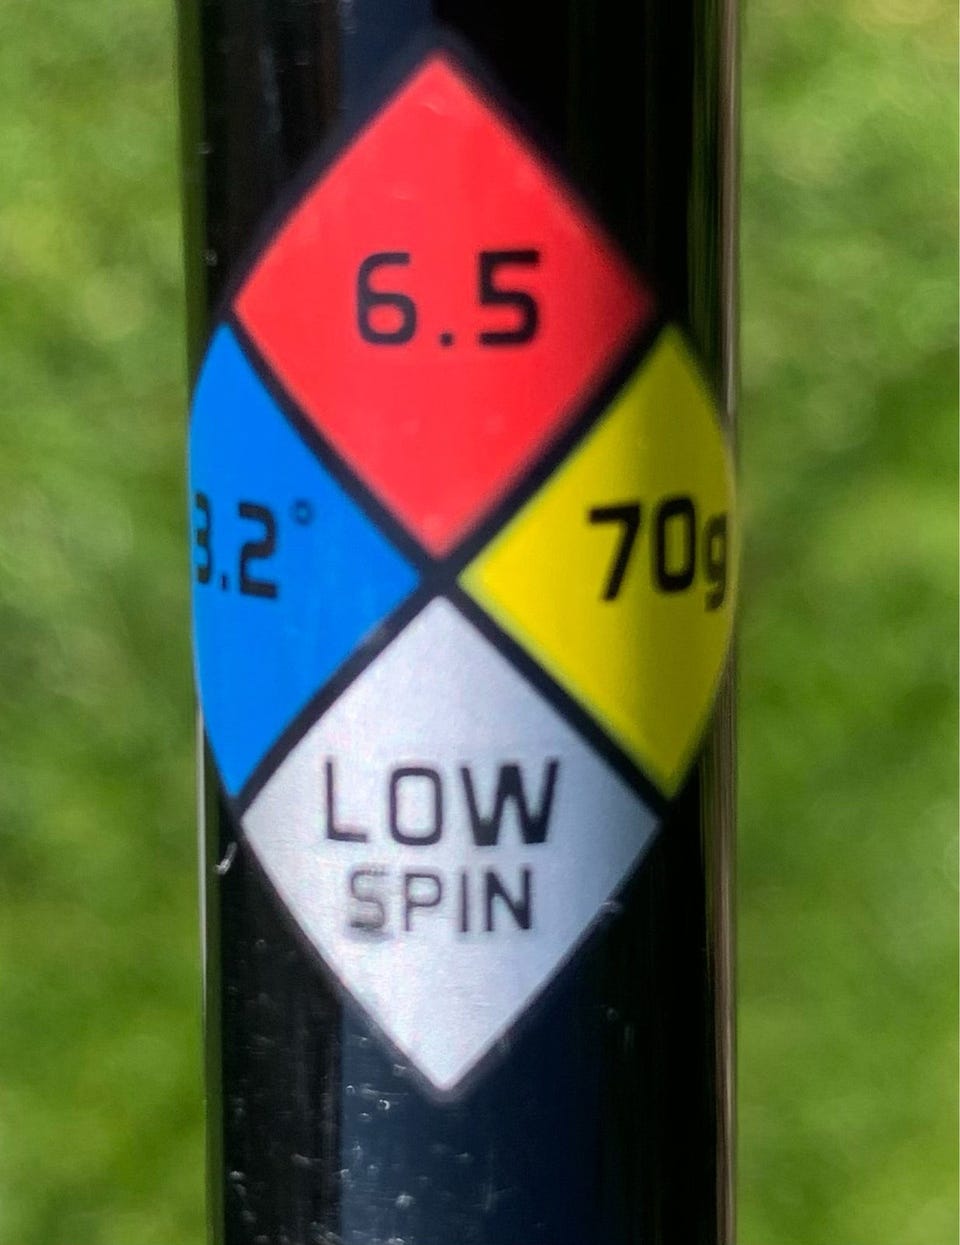 6.5
3.2°
70g
LOW
SPIN